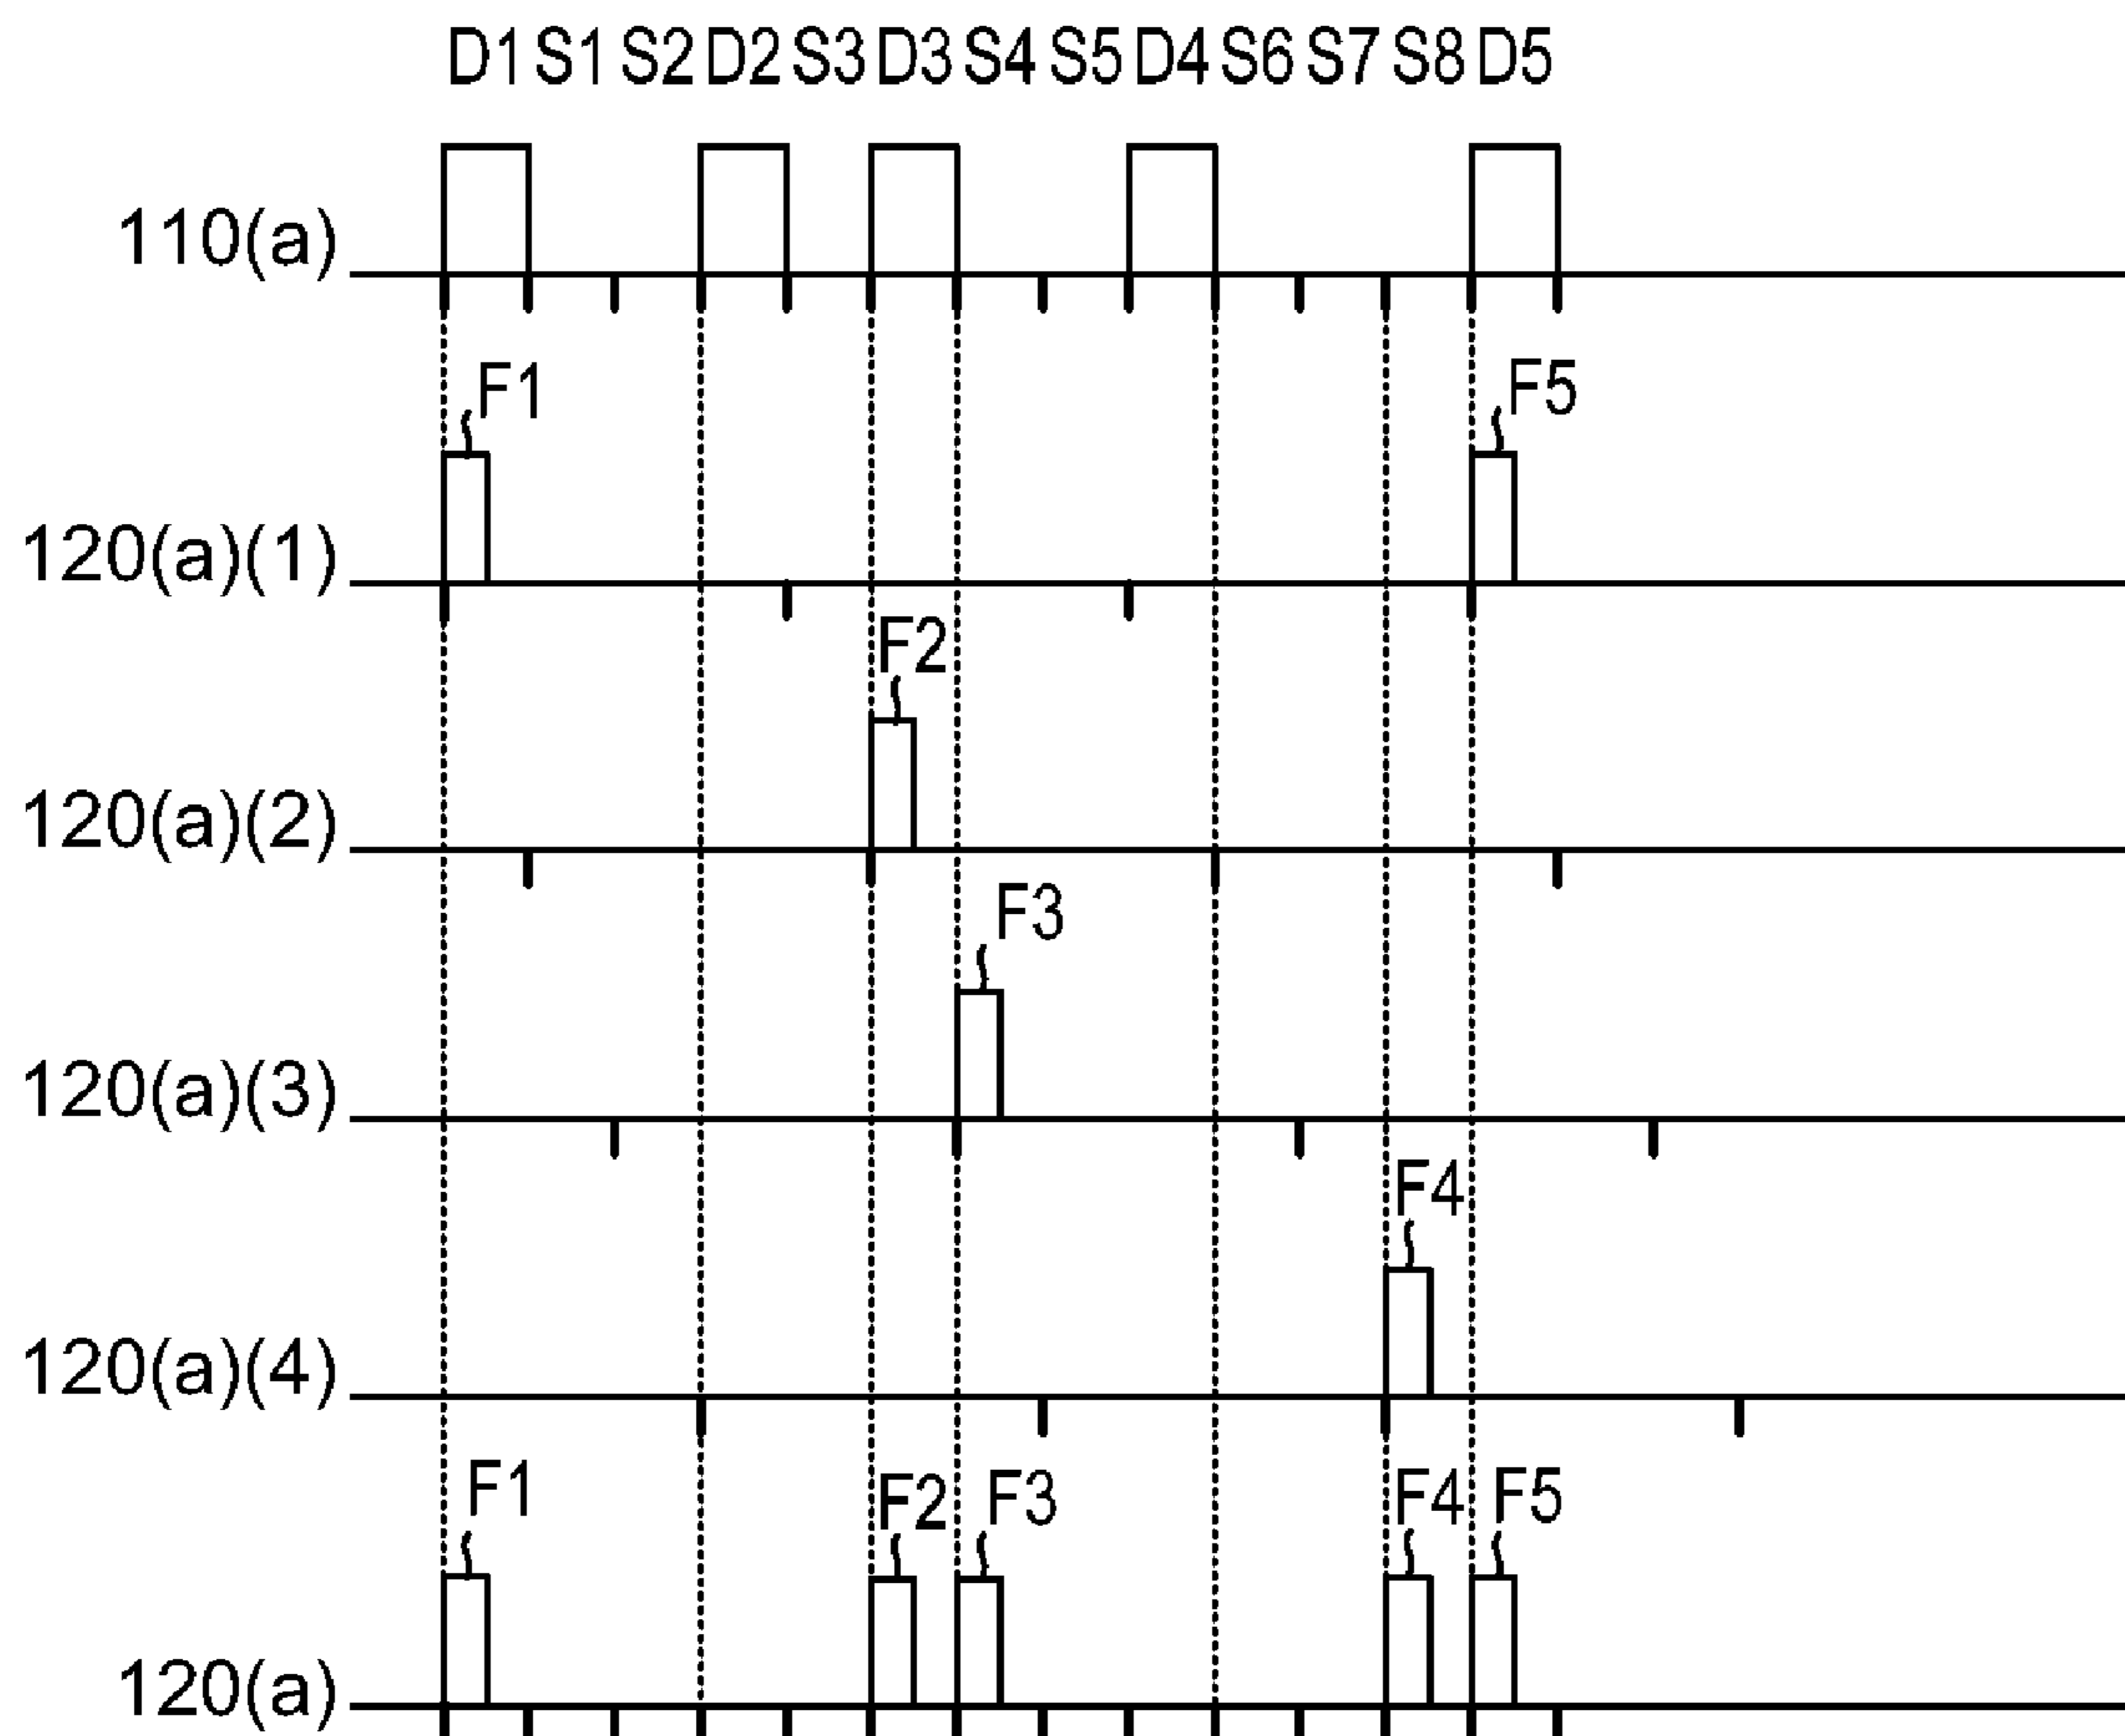 D1 S1 S2 D2 S3 D3 S4 S5 D4 S6 S7 S8 D5
110(a)
F1 F5
120(a)(1)
F2
120(a)(2)
F3
120(a)(3)
F4
120(a)(4)
F1 F2 F3 F4 F5
120(a)